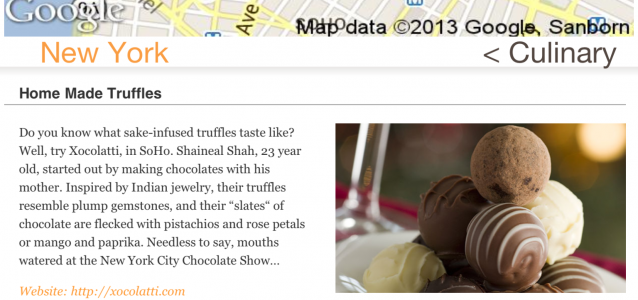 Google
Ave
SOHO
Map data ©2013 Google, Sanborn
New York
< Culinary
Home Made Truffles
Do you know what sake-infused truffles taste like?
Well, try Xocolatti, in SoHo. Shaineal Shah, 23 year
old, started out by making chocolates with his
mother. Inspired by Indian jewelry, their truffles
resemble plump gemstones, and their “slates“ of
chocolate are flecked with pistachios and rose petals
or mango and paprika. Needless to say, mouths
watered at the New York City Chocolate Show...
Website: http://xocolatti.com